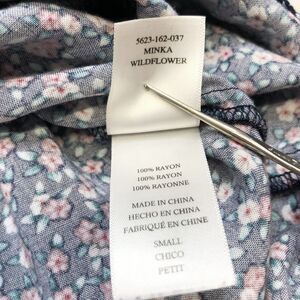 5623-162-037
MINKA
WILDFLOWER
100% RAYON
100% RAYON
100% RAYONNE
MADE IN CHINA
HECHO EN CHINA
FABRIQUÉ EN CHINE
SMALL
CHICO
PETIT